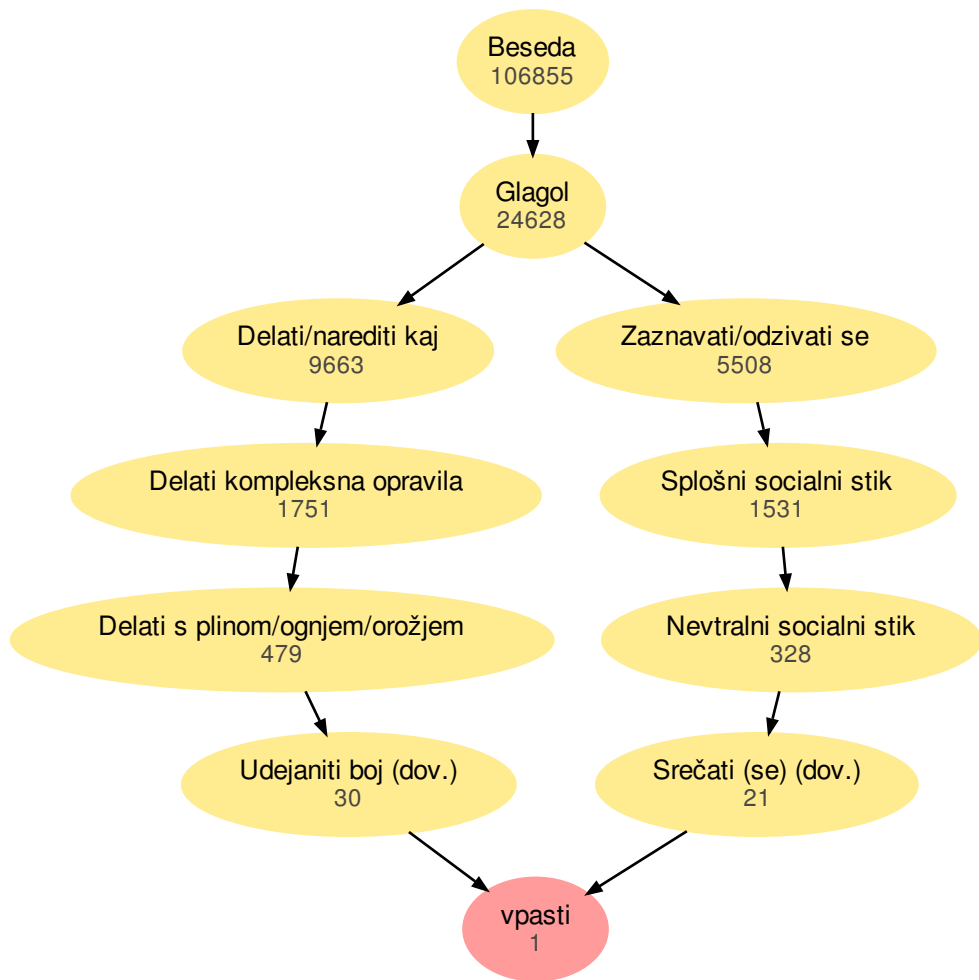 Beseda
106855
Glagol
24628
Delati/narediti kaj
9663
Zaznavati/odzivati se
5508
Delati kompleksna opravila
1751
Splošni socialni stik
1531
Delati s plinom/ognjem/orožjem
479
Nevtralni socialni stik
328
Udejaniti boj (dov.)
30
Srečati (se) (dov.)
21
vpasti
1